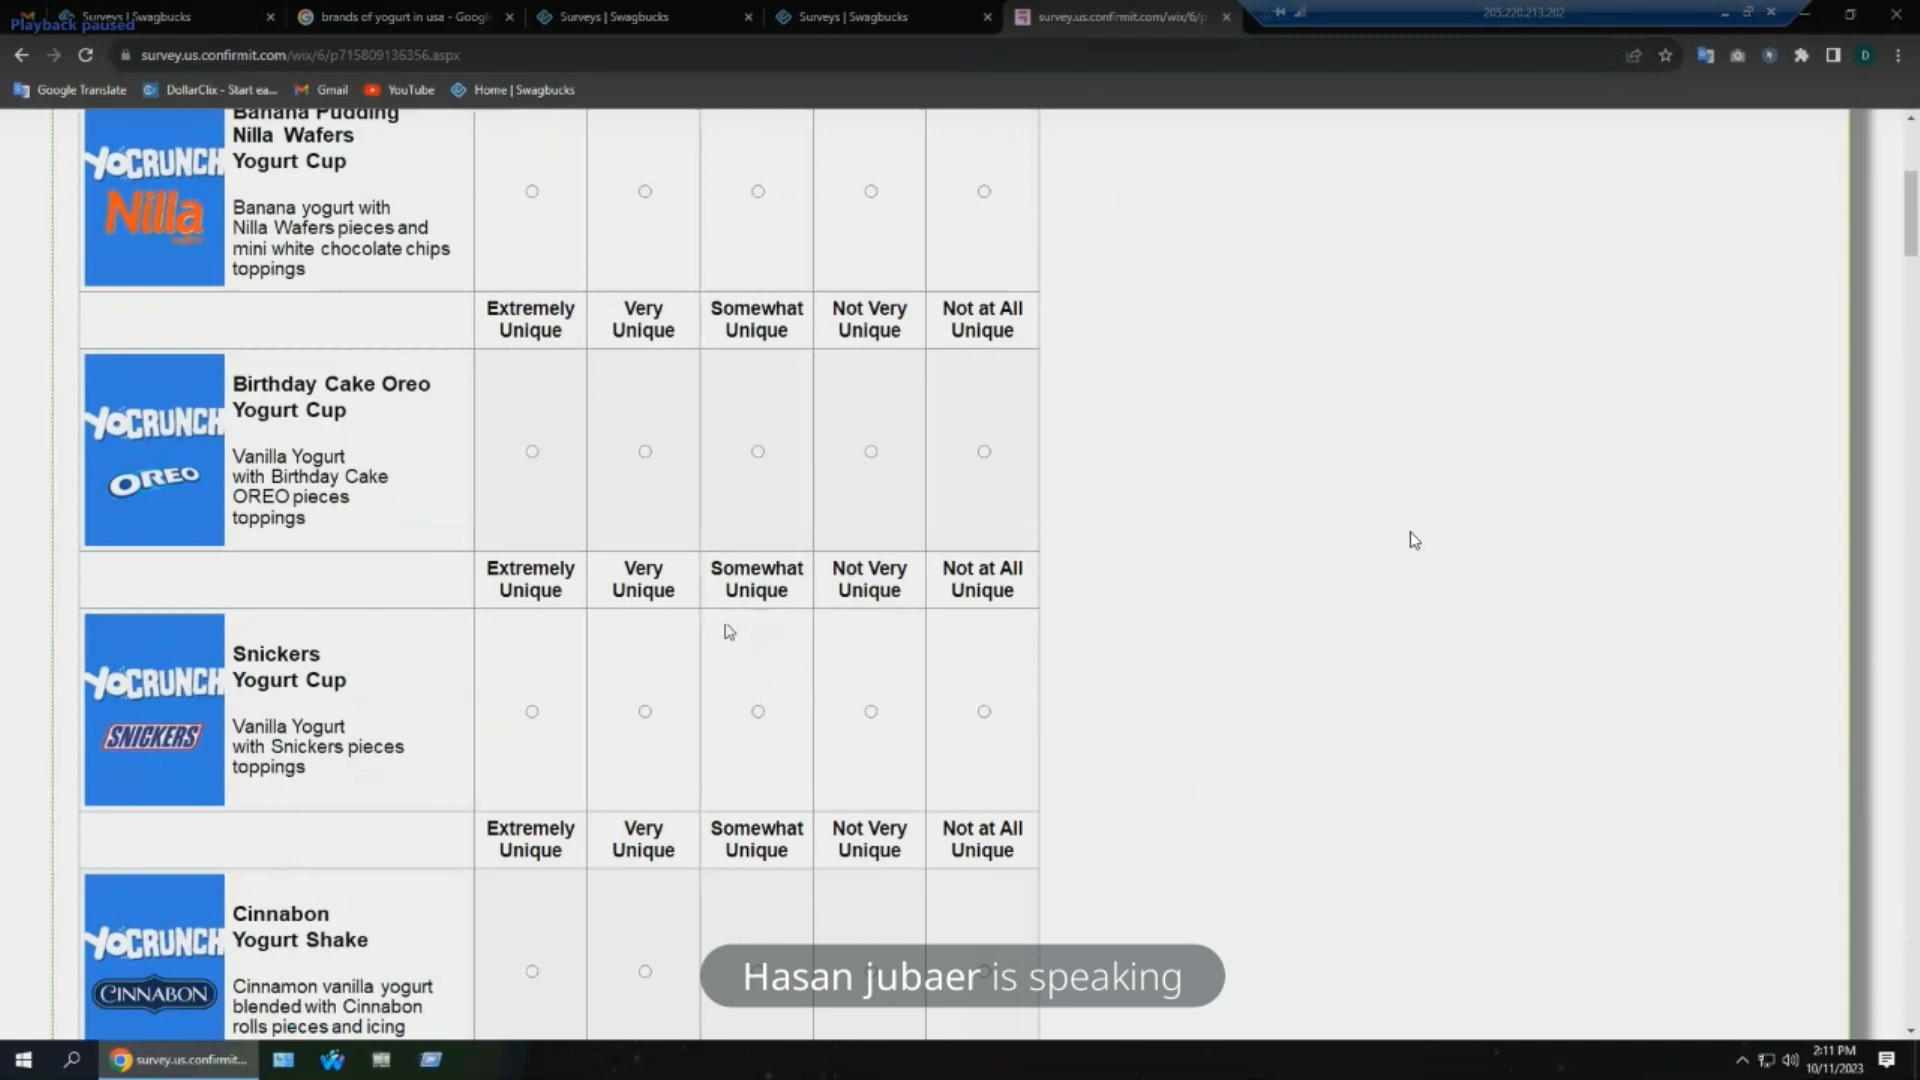 Surveys | Swagbucks
brands of yogurt in usa - Googl
Surveys | Swagbucks
Surveys | Swagbucks
survey.us.confirmit.com/wix/6/p
205.220.213.202
Playback paused
survey.us.confirmit.com/wix/6/p715809136356.aspx
D
Google Translate
DollarClix - Start ea...
Gmail
YouTube
Home | Swagbucks
Banana Pudding
Nilla Wafers
Yogurt Cup
YOCRUNCH
Nilla
Banana yogurt with
Nilla Wafers pieces and
mini white chocolate chips
toppings
Extremely Unique
Very Unique
Somewhat Unique
Not Very Unique
Not at All Unique
Birthday Cake Oreo
Yogurt Cup
YOCRUNCH
OREO
Vanilla Yogurt
with Birthday Cake
OREO pieces
toppings
Extremely Unique
Very Unique
Somewhat Unique
Not Very Unique
Not at All Unique
Snickers
Yogurt Cup
YOCRUNCH
SNICKERS
Vanilla Yogurt
with Snickers pieces
toppings
Extremely Unique
Very Unique
Somewhat Unique
Not Very Unique
Not at All Unique
Cinnabon
Yogurt Shake
YOCRUNCH
CINNABON
Cinnamon vanilla yogurt
blended with Cinnabon
rolls pieces and icing
Hasan jubaer is speaking
survey.us.confirmit...
2:11 PM
10/11/2023